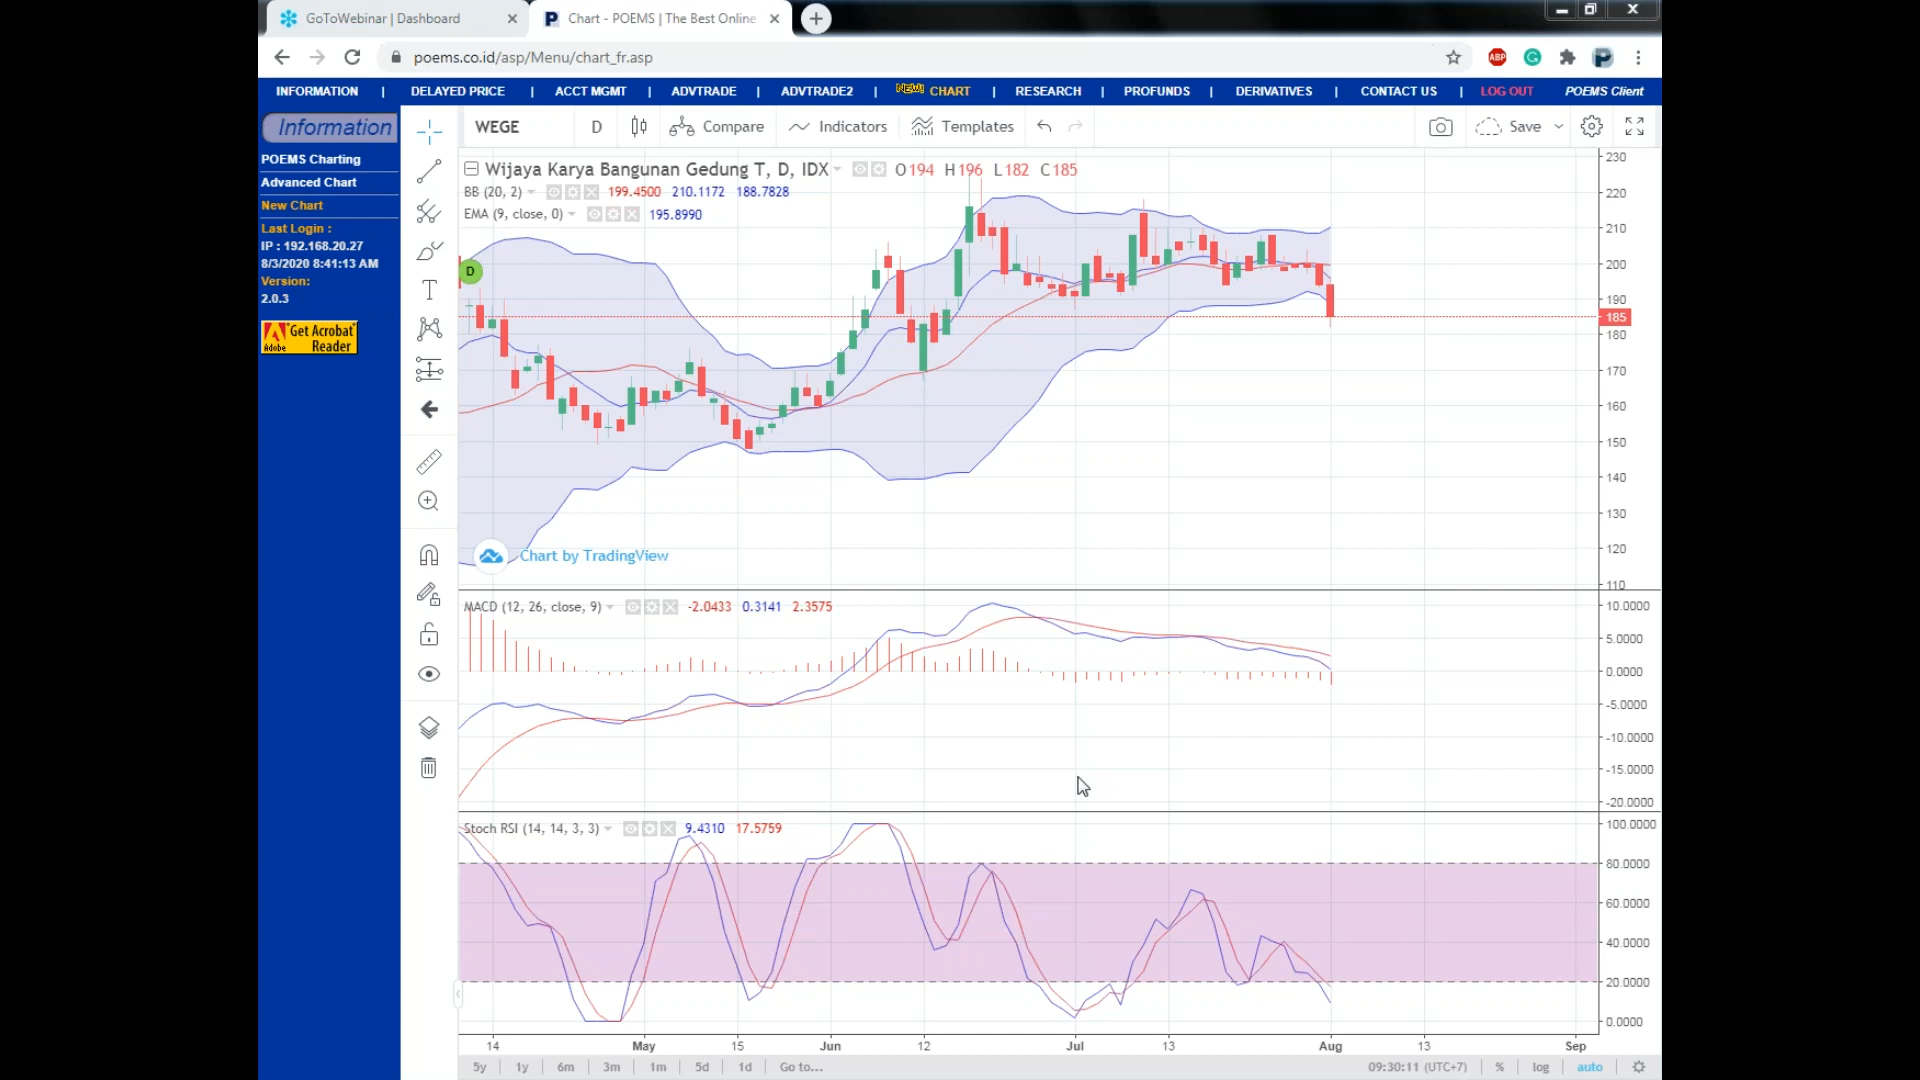 GoToWebinar | Dashboard
Chart - POEMS | The Best Online
poems.co.id/asp/Menu/chart_fr.asp
ABP
INFORMATION | DELAYED PRICE | ACCT MGMT | ADVTRADE | ADVTRADE2 | NEW! CHART | RESEARCH | PROFUNDS | DERIVATIVES | CONTACT US | LOG OUT POEMS Client
Information
POEMS Charting
Advanced Chart
New Chart
Last Login :
IP : 192.168.20.27
8/3/2020 8:41:13 AM
Version:
2.0.3
Get Acrobat
Adobe Reader
WEGE D Compare Indicators Templates Save
Wijaya Karya Bangunan Gedung T, D, IDX O194 H196 L182 C185
BB (20, 2) 199.4500 210.1172 188.7828
EMA (9, close, 0) 195.8990
D
Chart by TradingView
230
220
210
200
190
185
180
170
160
150
140
130
120
110
MACD (12, 26, close, 9) -2.0433 0.3141 2.3575
10.0000
5.0000
0.0000
-5.0000
-10.0000
-15.0000
-20.0000
Stoch RSI (14, 14, 3, 3) 9.4310 17.5759
100.0000
80.0000
60.0000
40.0000
20.0000
0.0000
14 May 15 Jun 12 Jul 13 Aug 13 Sep
5y 1y 6m 3m 1m 5d 1d Go to... 09:30:11 (UTC+7) % log auto